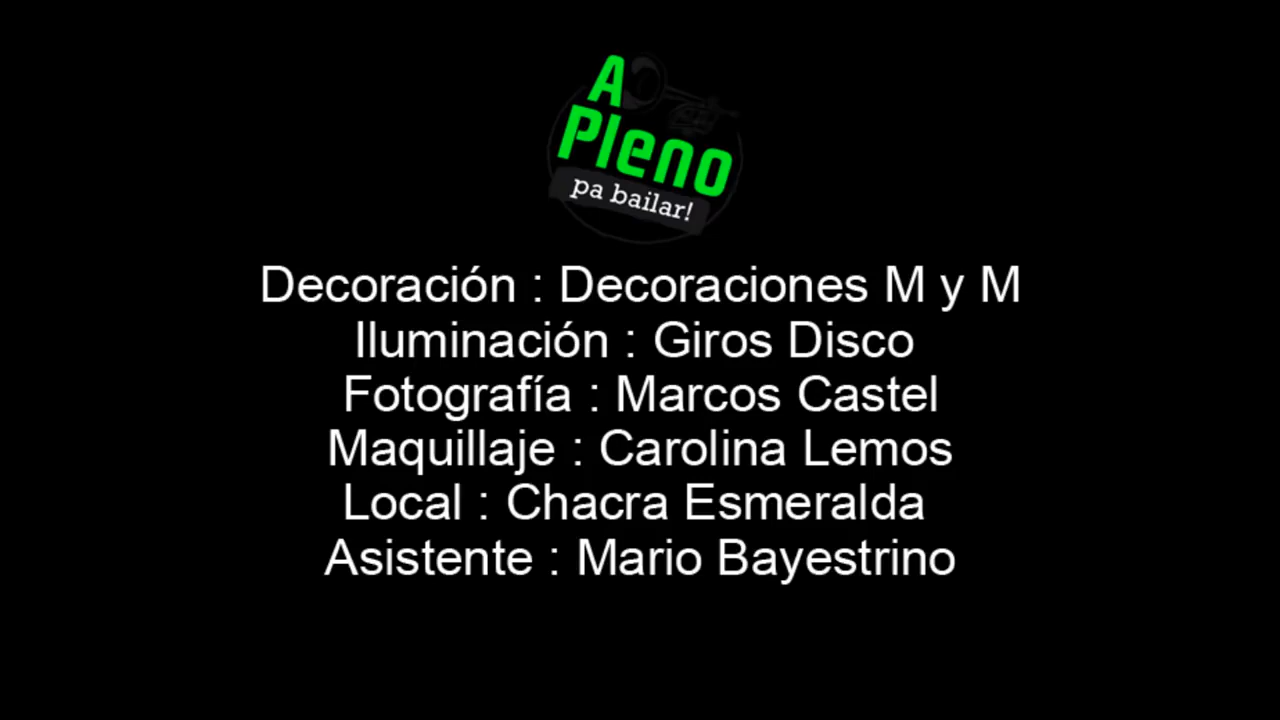 A
Pleno
pa bailar!
Decoración : Decoraciones M y M
Iluminación : Giros Disco
Fotografía : Marcos Castel
Maquillaje : Carolina Lemos
Local : Chacra Esmeralda
Asistente : Mario Bayestrino